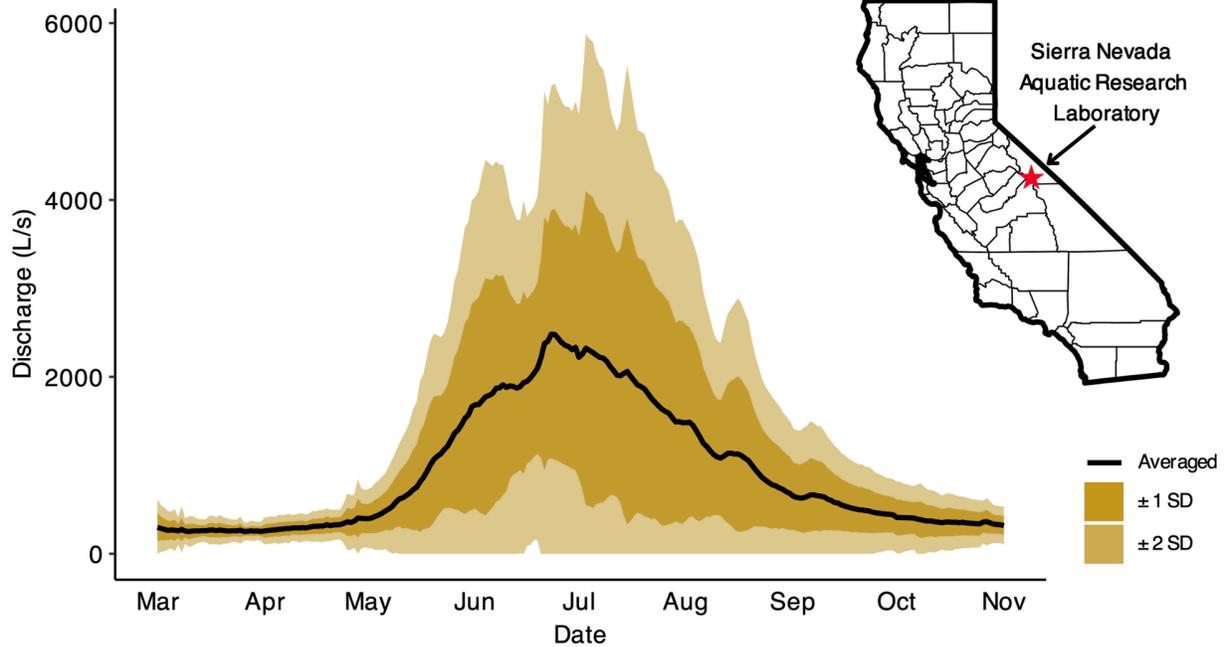 6000
4000
2000
0
Discharge (L/s)
Mar Apr May Jun Jul Aug Sep Oct Nov
Date
Sierra Nevada
Aquatic Research
Laboratory
Averaged
± 1 SD
± 2 SD